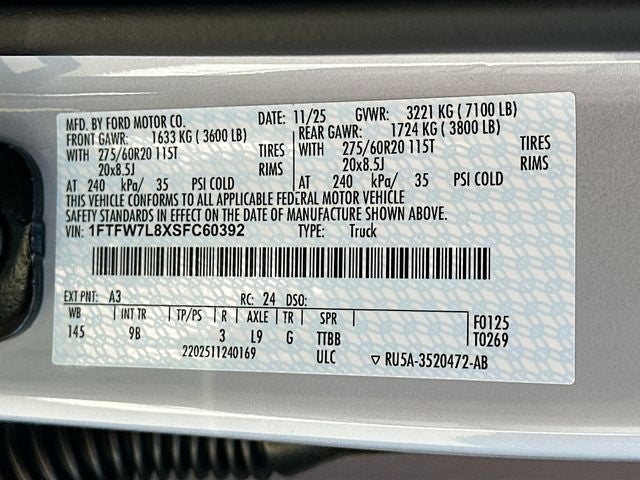 MFD. BY FORD MOTOR CO. DATE: 11/25 GVWR: 3221 KG ( 7100 LB)
FRONT GAWR: 1633 KG ( 3600 LB) REAR GAWR: 1724 KG ( 3800 LB)
WITH 275/60R20 115T TIRES WITH 275/60R20 115T TIRES
20x8.5J RIMS 20x8.5J RIMS
AT 240 kPa/ 35 PSI COLD AT 240 kPa/ 35 PSI COLD
THIS VEHICLE CONFORMS TO ALL APPLICABLE FEDERAL MOTOR VEHICLE
SAFETY STANDARDS IN EFFECT ON THE DATE OF MANUFACTURE SHOWN ABOVE.
VIN: 1FTFW7L8XSFC60392 TYPE: Truck
EXT PNT: A3 RC: 24 DSO:
WB INT TR TP/PS R AXLE TR SPR F0125
145 9B 3 L9 G TTBB T0269
2202511240169 ULC ▽ RU5A-3520472-AB